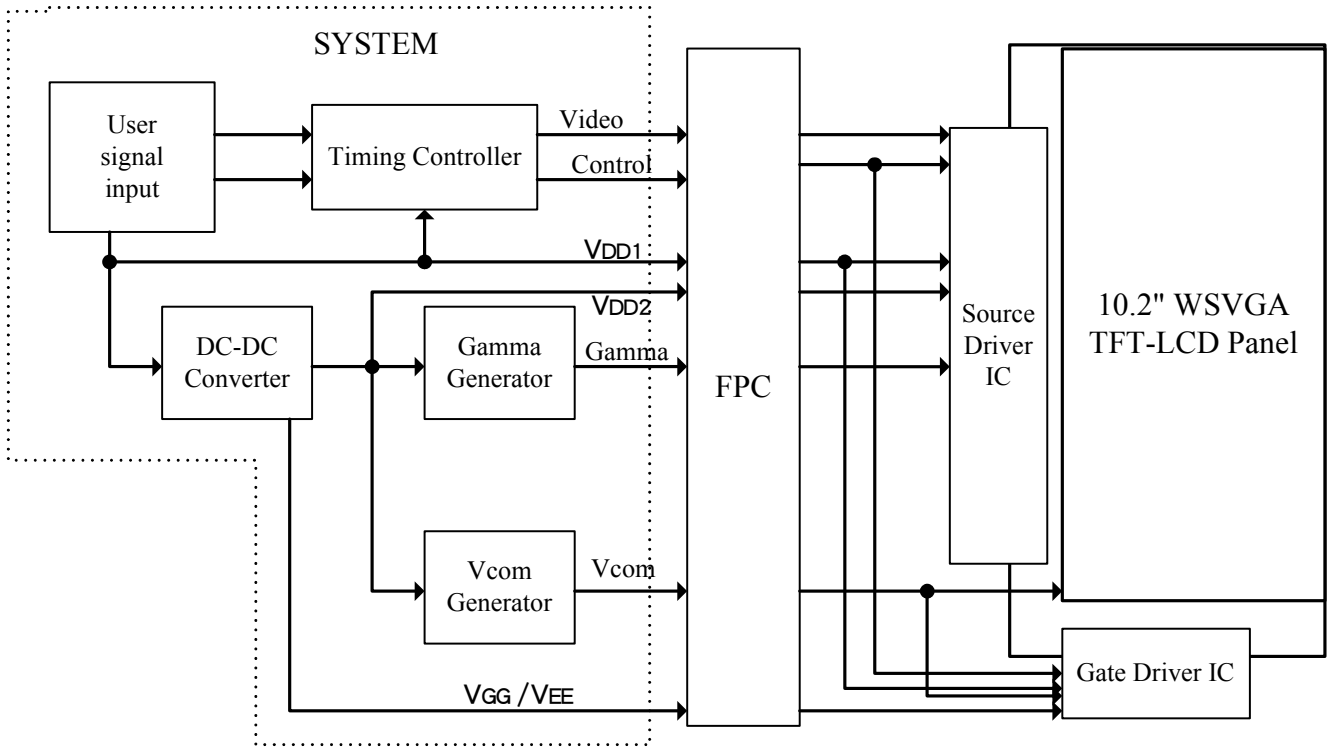 SYSTEM
User
signal
input
Timing Controller
Video
Control
VDD1
VDD2
DC-DC
Converter
Gamma
Generator
Gamma
Vcom
Generator
Vcom
VGG /VEE
FPC
Source
Driver
IC
10.2" WSVGA
TFT-LCD Panel
Gate Driver IC